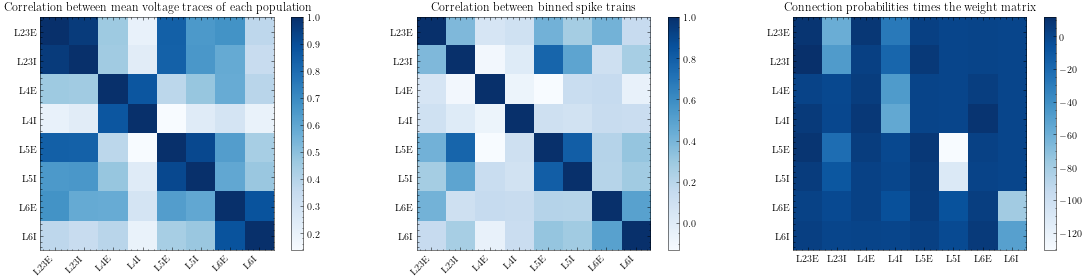 Correlation between mean voltage traces of each population
Correlation between binned spike trains
Connection probabilities times the weight matrix
L23E
L23I
L4E
L4I
L5E
L5I
L6E
L6I
L23E
L23I
L4E
L4I
L5E
L5I
L6E
L6I
1.0
0.9
0.8
0.7
0.6
0.5
0.4
0.3
0.2
L23E
L23I
L4E
L4I
L5E
L5I
L6E
L6I
L23E
L23I
L4E
L4I
L5E
L5I
L6E
L6I
1.0
0.8
0.6
0.4
0.2
0.0
L23E
L23I
L4E
L4I
L5E
L5I
L6E
L6I
L23E L23I L4E L4I L5E L5I L6E L6I
0
−20
−40
−60
−80
−100
−120